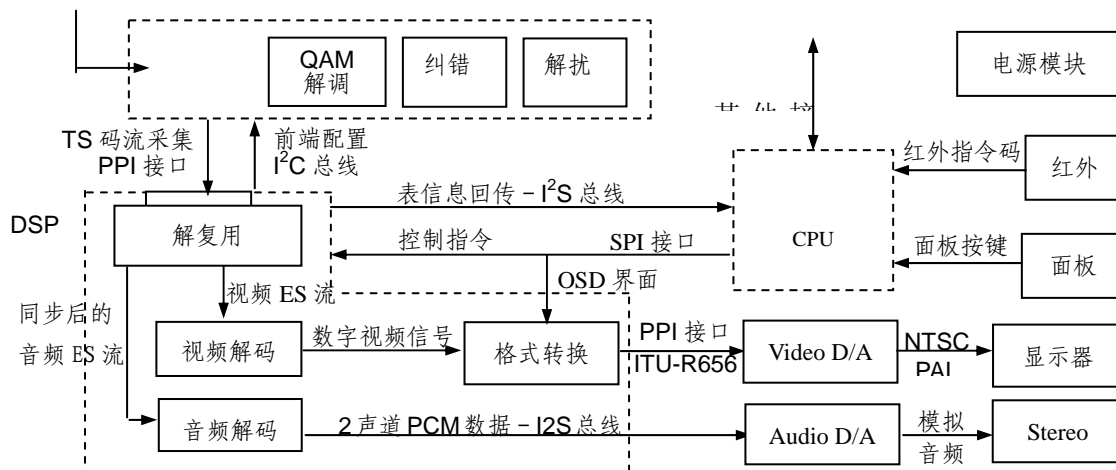 QAM
解调
纠错
解扰
电源模块
TS 码流采集
PPI 接口
前端配置
I²C 总线
红外指令码
红外
DSP
解复用
表信息回传－I²S 总线
控制指令
SPI 接口
CPU
面板按键
面板
OSD 界面
视频 ES 流
同步后的
音频 ES 流
视频解码
数字视频信号
格式转换
PPI 接口
ITU-R656
Video D/A
NTSC
显示器
音频解码
2 声道 PCM 数据－I2S 总线
Audio D/A
模拟
音频
Stereo